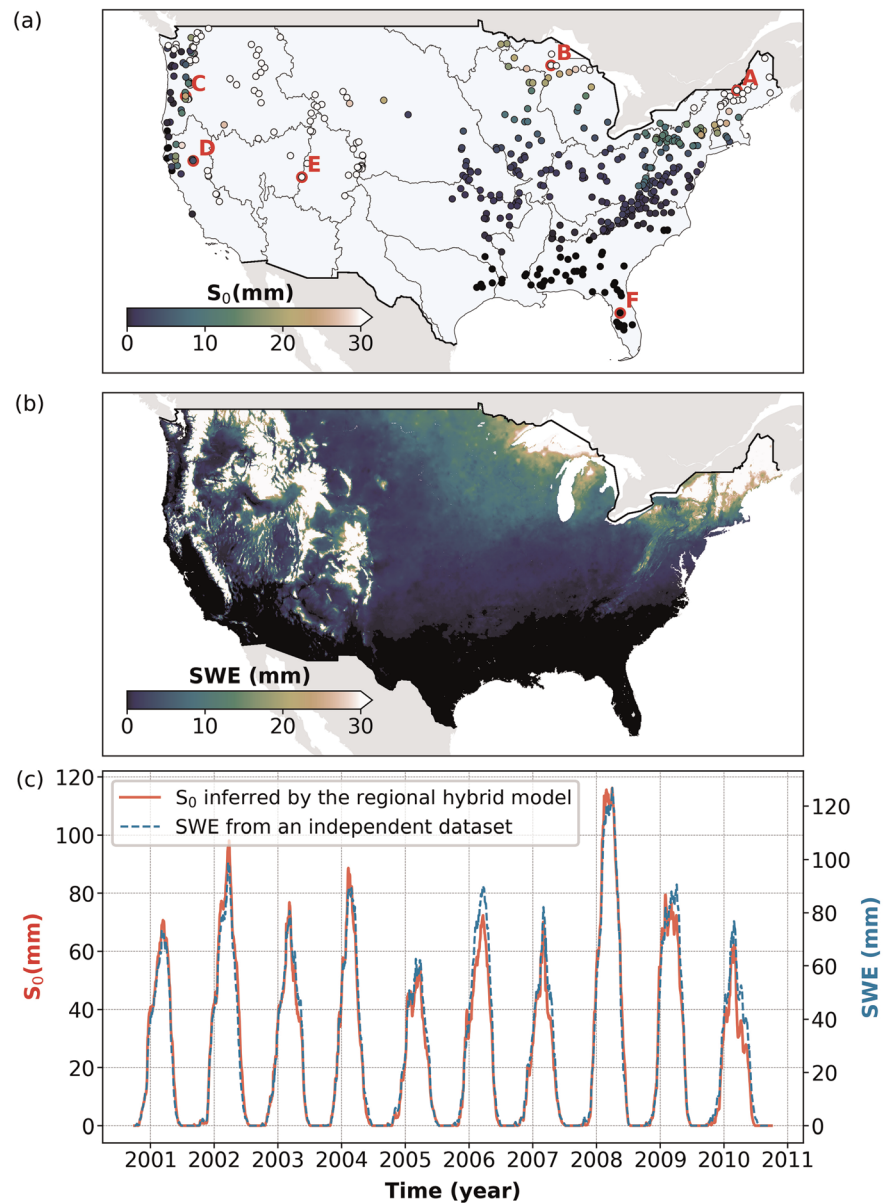 (a)
B
A
C
D
E
F
S₀(mm)
0 10 20 30
(b)
SWE (mm)
0 10 20 30
(c)
S₀ inferred by the regional hybrid model
SWE from an independent dataset
120
100
80
60
40
20
0
S₀(mm)
120
100
80
60
40
20
0
SWE (mm)
2001 2002 2003 2004 2005 2006 2007 2008 2009 2010 2011
Time (year)